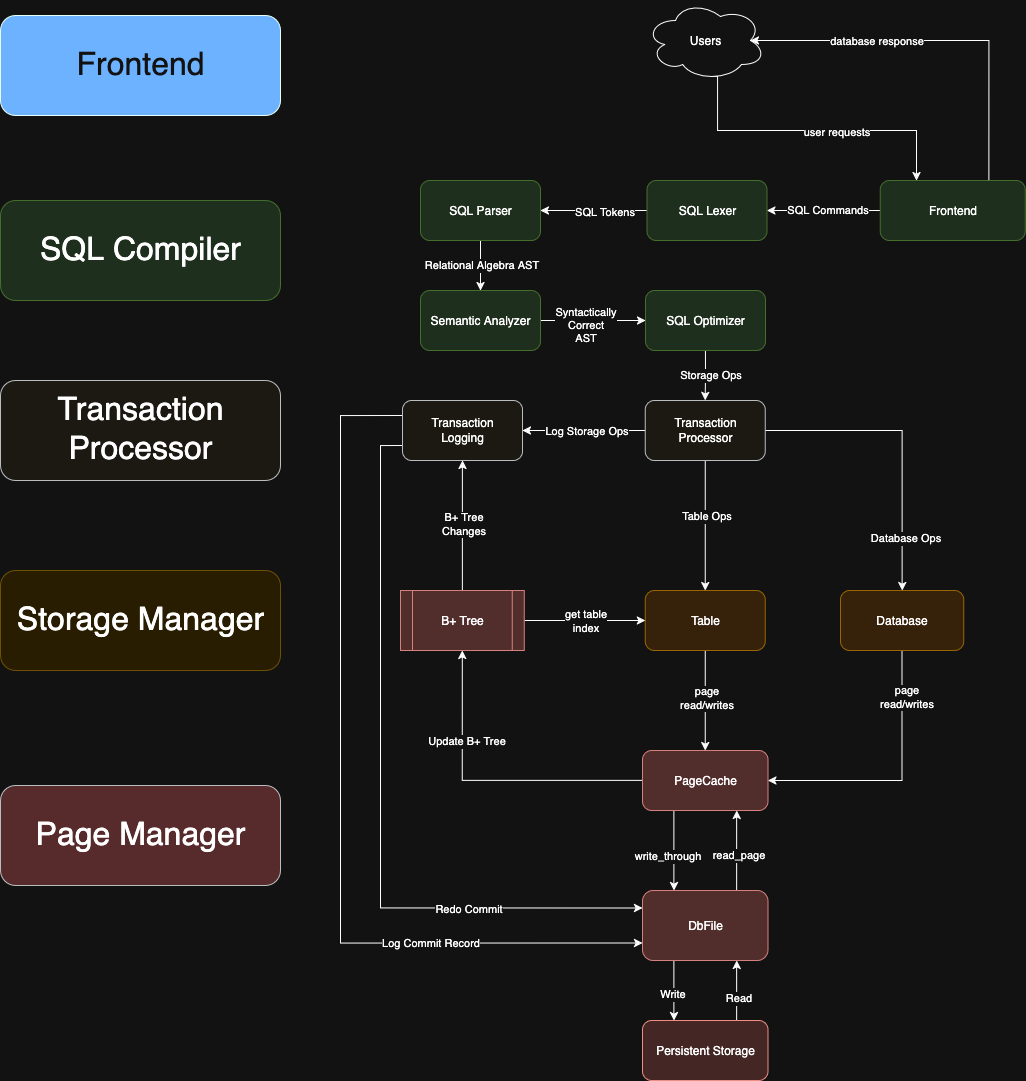 Frontend
Users
database response
user requests
SQL Compiler
SQL Parser
SQL Tokens
SQL Lexer
SQL Commands
Frontend
Relational Algebra AST
Semantic Analyzer
Syntactically
Correct
AST
SQL Optimizer
Storage Ops
Transaction
Processor
Transaction
Logging
Log Storage Ops
Transaction
Processor
B+ Tree
Changes
Table Ops
Database Ops
Storage Manager
B+ Tree
get table
index
Table
Database
page
read/writes
page
read/writes
Update B+ Tree
PageCache
Page Manager
write_through
read_page
Redo Commit
DbFile
Log Commit Record
Write
Read
Persistent Storage